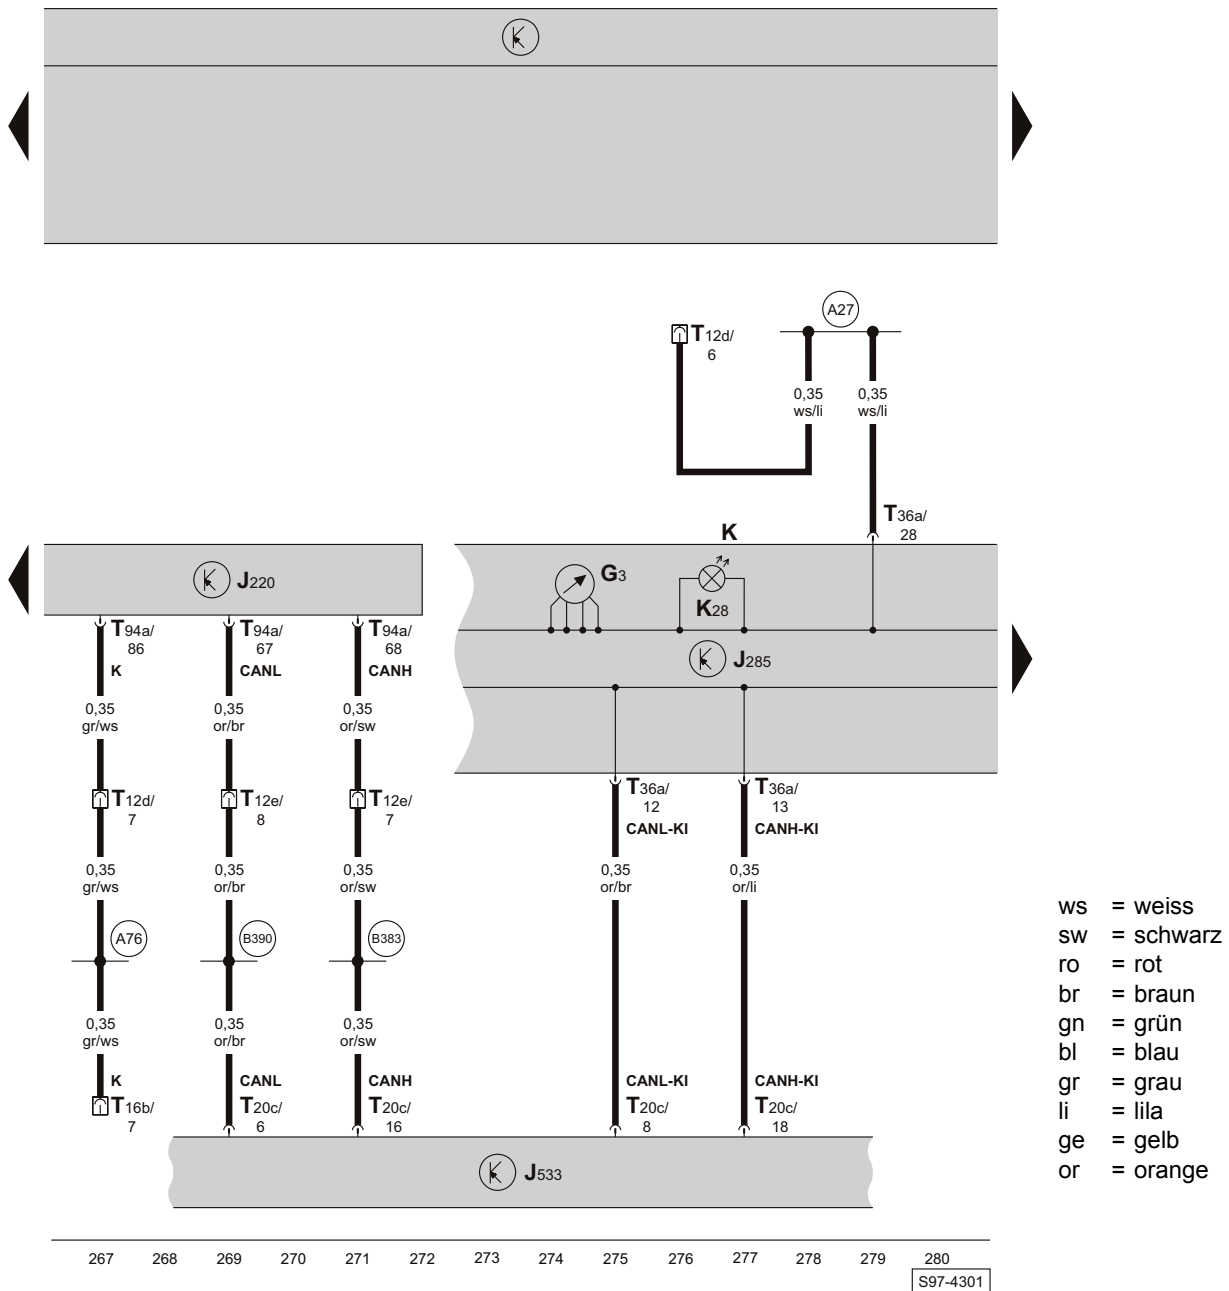 A27
T12d/
6
0,35 0,35
ws/li ws/li
T36a/
28
K
J220
G3
K28
J285
T94a/ T94a/ T94a/
86 67 68
K CANL CANH
0,35 0,35 0,35
gr/ws or/br or/sw
T12d/ T12e/ T12e/
7 8 7
T36a/ T36a/
12 13
CANL-KI CANH-KI
0,35 0,35 0,35 0,35 0,35
gr/ws or/br or/sw or/br or/li
A76 B390 B383
0,35 0,35 0,35
gr/ws or/br or/sw
K CANL CANH CANL-KI CANH-KI
T16b/ T20c/ T20c/ T20c/ T20c/
7 6 16 8 18
J533
267 268 269 270 271 272 273 274 275 276 277 278 279 280
S97-4301
ws = weiss
sw = schwarz
ro = rot
br = braun
gn = grün
bl = blau
gr = grau
li = lila
ge = gelb
or = orange